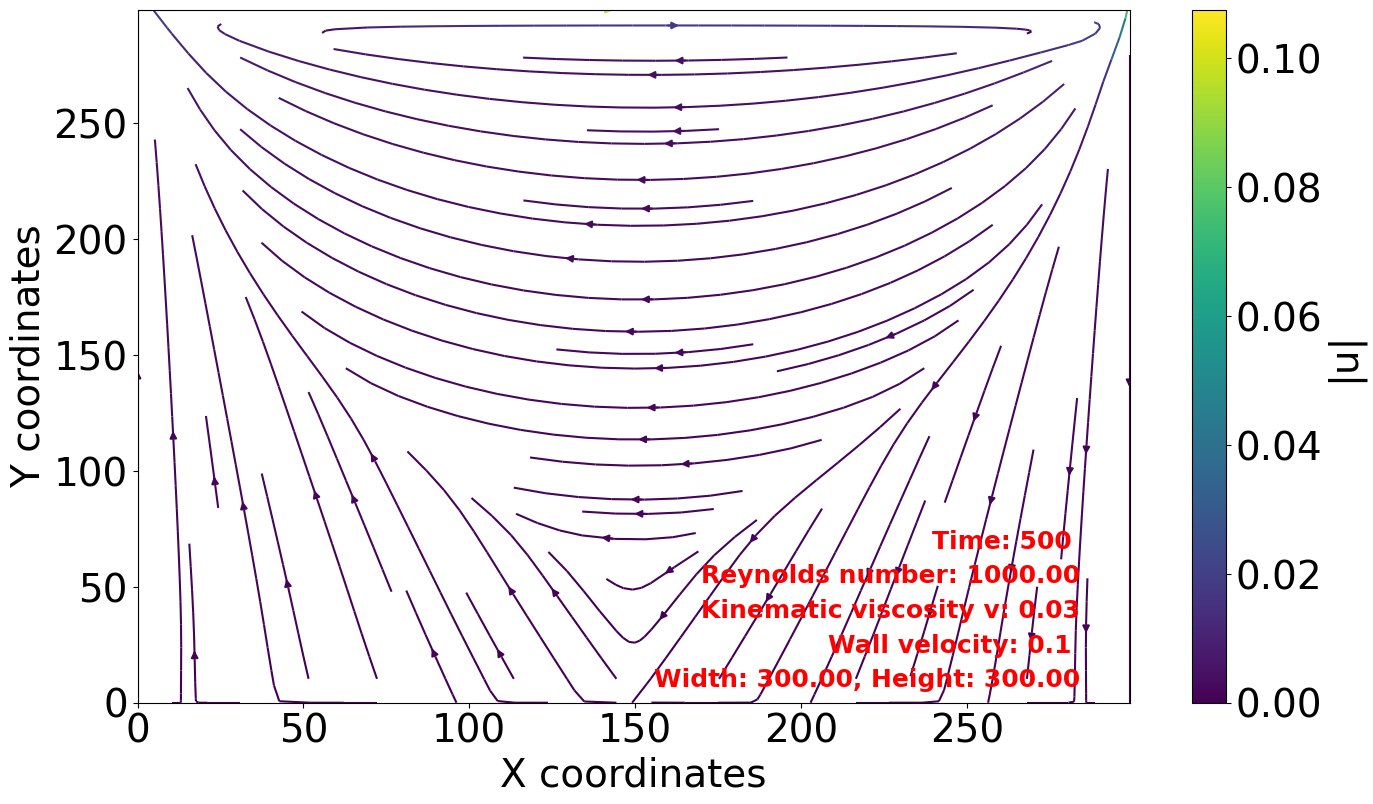 Y coordinates
250
200
150
100
50
0
0 50 100 150 200 250
X coordinates
Time: 500
Reynolds number: 1000.00
Kinematic viscosity v: 0.03
Wall velocity: 0.1
Width: 300.00, Height: 300.00
0.10
0.08
0.06
0.04
0.02
0.00
|u|